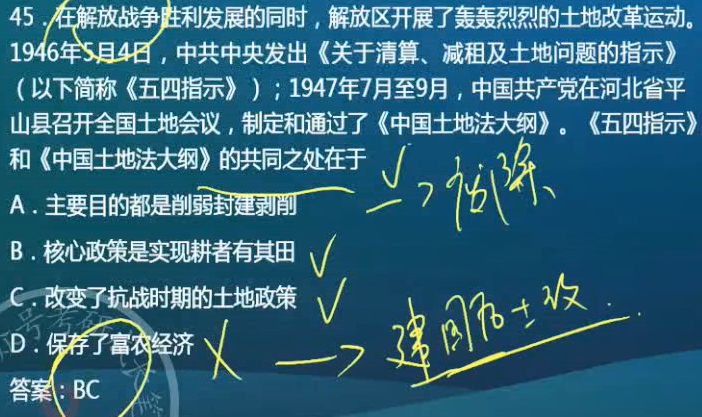 45．在解放战争胜利发展的同时，解放区开展了轰轰烈烈的土地改革运动。
1946年5月4日，中共中央发出《关于清算、减租及土地问题的指示》
（以下简称《五四指示》）；1947年7月至9月，中国共产党在河北省平
山县召开全国土地会议，制定和通过了《中国土地法大纲》。《五四指示》
和《中国土地法大纲》的共同之处在于
A．主要目的都是削弱封建剥削
B．核心政策是实现耕者有其田
C．改变了抗战时期的土地政策
D．保存了富农经济
建国后土改.
答案：BC